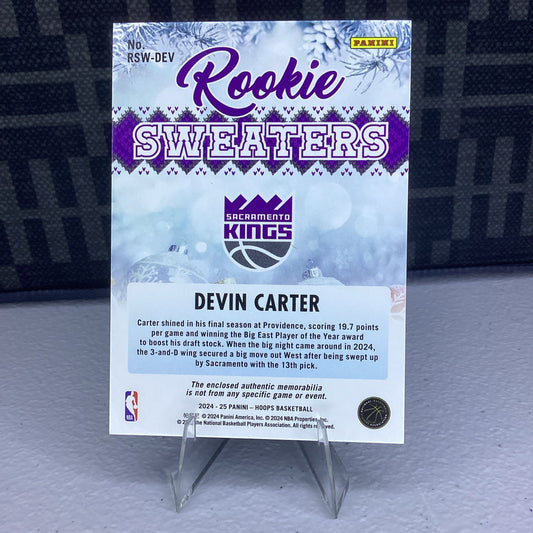 No.
RSW-DEV
PANINI
Rookie
SWEATERS
SACRAMENTO
KINGS
DEVIN CARTER
Carter shined in his final season at Providence, scoring 19.7 points
per game and winning the Big East Player of the Year award
to boost his draft stock. When the big night came around in 2024,
the 3-and-D wing secured a big move out West after being swept up
by Sacramento with the 13th pick.
The enclosed authentic memorabilia
is not from any specific game or event.
2024 - 25 PANINI – HOOPS BASKETBALL
© 2024 Panini America, Inc. © 2024 NBA Properties, Inc.
the National Basketball Players Association. All rights reserved.